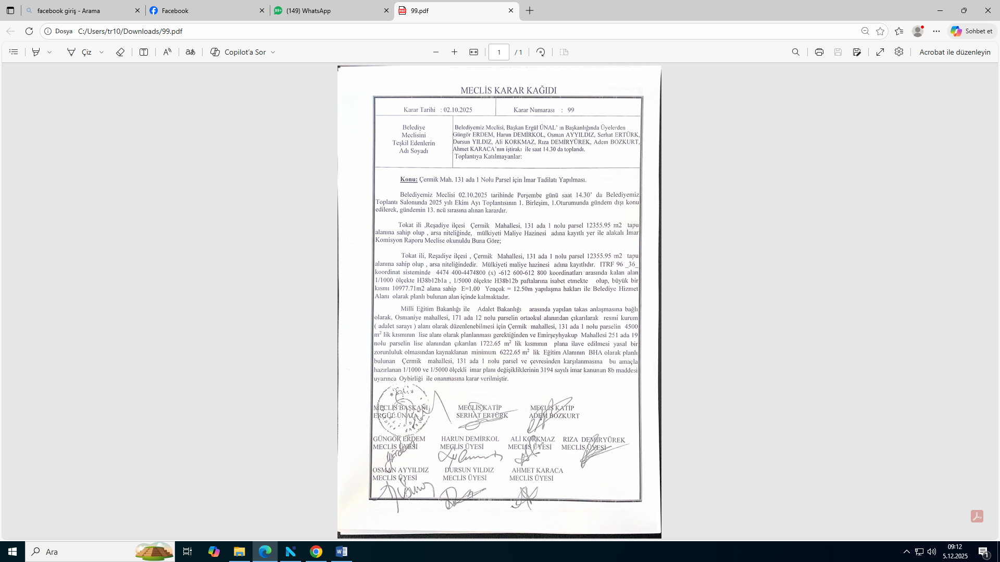 facebook giriş - Arama
Facebook
99+
(149) WhatsApp
99.pdf
Dosya
C:/Users/tr10/Downloads/99.pdf
Sohbet et
Çiz
aあ
Copilot'a Sor
1
/ 1
Acrobat ile düzenleyin
MECLİS KARAR KAĞIDI
Karar Tarihi : 02.10.2025
Karar Numarası : 99
Belediye
Meclisini
Teşkil Edenlerin
Adı Soyadı
Belediyemiz Meclisi, Başkan Ergül ÜNAL' ın Başkanlığında Üyelerden
Güngör ERDEM, Harun DEMİRKOL, Osman AYYILDIZ, Serhat ERTÜRK,
Dursun YILDIZ, Ali KORKMAZ, Rıza DEMİRYÜREK, Adem BOZKURT,
Ahmet KARACA'nın iştirakı ile saat 14.30 da toplandı.
Toplantıya Katılmayanlar:
Konu: Çermik Mah. 131 ada 1 Nolu Parsel için İmar Tadilatı Yapılması.
Belediyemiz Meclisi 02.10.2025 tarihinde Perşembe günü saat 14.30' da Belediyemiz
Toplantı Salonunda 2025 yılı Ekim Ayı Toplantısının 1. Birleşim, 1.Oturumunda gündem dışı konu
edilerek, gündemin 13. ncü sırasına alınan karardır.
Tokat ili ,Reşadiye ilçesi Çermik Mahallesi, 131 ada 1 nolu parsel 12355.95 m2 tapu
alanına sahip olup , arsa niteliğinde, mülkiyeti Maliye Hazinesi adına kayıtlı yer ile alakalı İmar
Komisyon Raporu Meclise okunuldu Buna Göre;
Tokat ili, Reşadiye ilçesi , Çermik Mahallesi, 131 ada 1 nolu parsel 12355.95 m2 tapu
alanına sahip olup , arsa niteliğindedir. Mülkiyeti maliye hazinesi adına kayıtlıdır. ITRF 96 _36_
koordinat sisteminde 4474 400-4474800 (x) -612 600-612 800 koordinatları arasında kalan alan
1/1000 ölçekte H38b12b1a , 1/5000 ölçekte H38b12b paftalarına isabet etmekte olup, büyük bir
kısmı 10977.71m2 alana sahip E=1.00 Yençok = 12.50m yapılaşma hakları ile Belediye Hizmet
Alanı olarak planlı bulunan alan içinde kalmaktadır.
Milli Eğitim Bakanlığı ile Adalet Bakanlığı arasında yapılan takas anlaşmasına bağlı
olarak, Osmaniye mahallesi, 171 ada 12 nolu parselin ortaokul alanından çıkarılarak resmi kurum
( adalet sarayı ) alanı olarak düzenlenebilmesi için Çermik mahallesi, 131 ada 1 nolu parselin 4500
m² lik kısmının lise alanı olarak planlanması gerektiğinden ve Emirşeyhyakup Mahallesi 251 ada 19
nolu parselin lise alanından çıkarılan 1722.65 m² lik kısmının plana ilave edilmesi yasal bir
zorunluluk olmasından kaynaklanan minimum 6222.65 m² lik Eğitim Alanının BHA olarak planlı
bulunan Çermik mahallesi, 131 ada 1 nolu parsel ve çevresinden karşılanmasına bu amaçla
hazırlanan 1/1000 ve 1/5000 ölçekli imar planı değişikliklerinin 3194 sayılı imar kanunun 8b maddesi
uyarınca Oybirliği ile onanmasına karar verilmiştir.
MECLİS BAŞKANI MECLİS KATİP MECLİS KATİP
ERGÜL ÜNAL SERHAT ERTÜRK ADEM BOZKURT
GÜNGÖR ERDEM HARUN DEMİRKOL ALİ KORKMAZ RIZA DEMİRYÜREK
MECLİS ÜYESİ MECLİS ÜYESİ MECLİS ÜYESİ MECLİS ÜYESİ
OSMAN AYYILDIZ DURSUN YILDIZ AHMET KARACA
MECLİS ÜYESİ MECLİS ÜYESİ MECLİS ÜYESİ
Ara
09:12
5.12.2025
1